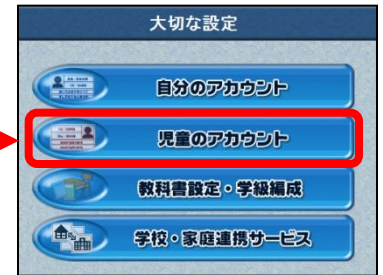 大切な設定
自分のアカウント
児童のアカウント
教科書設定・学級編成
学校・家庭連携サービス